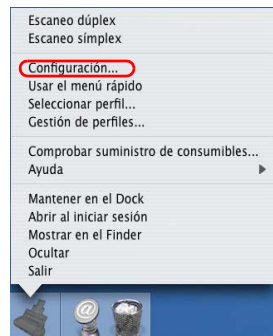 Escaneo dúplex
Escaneo símplex
Configuración...
Usar el menú rápido
Seleccionar perfil...
Gestión de perfiles...
Comprobar suministro de consumibles...
Ayuda
Mantener en el Dock
Abrir al iniciar sesión
Mostrar en el Finder
Ocultar
Salir
@